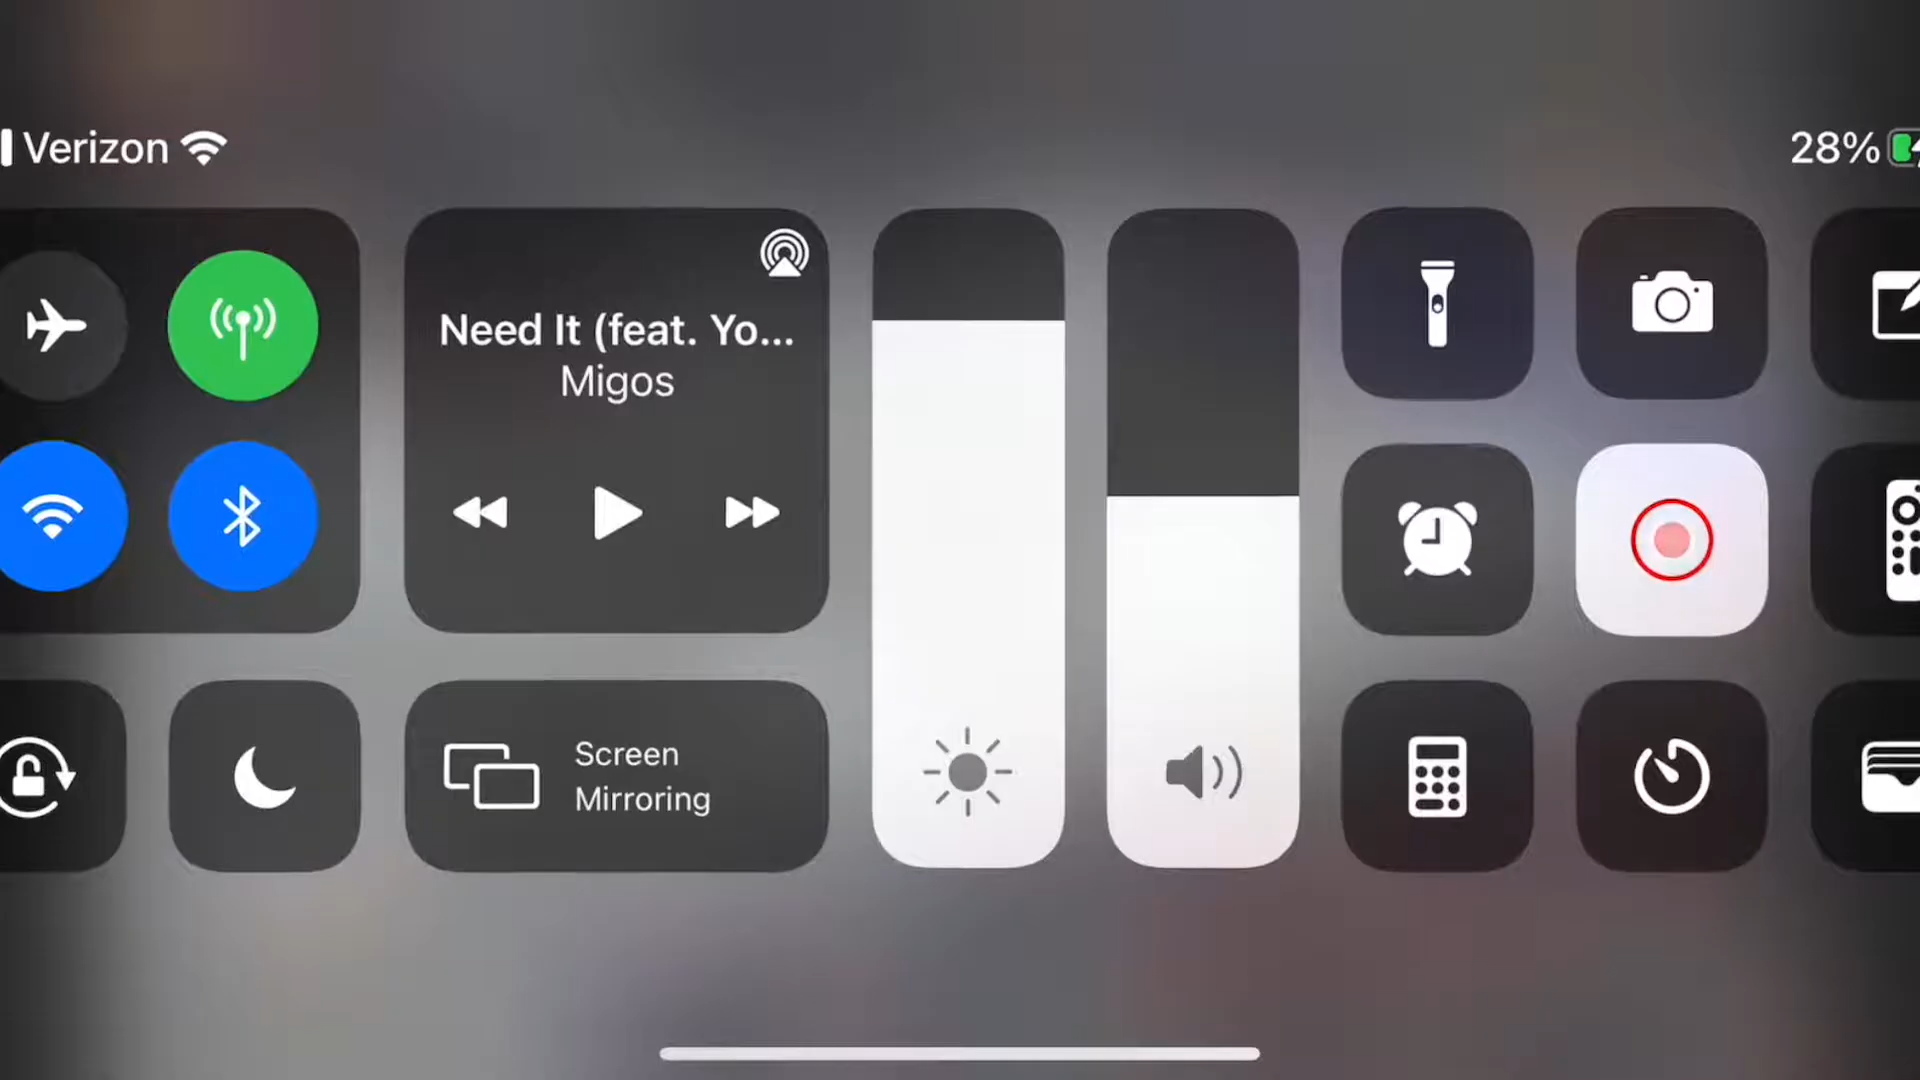 Verizon
28%
Need It (feat. Yo...
Migos
Screen
Mirroring